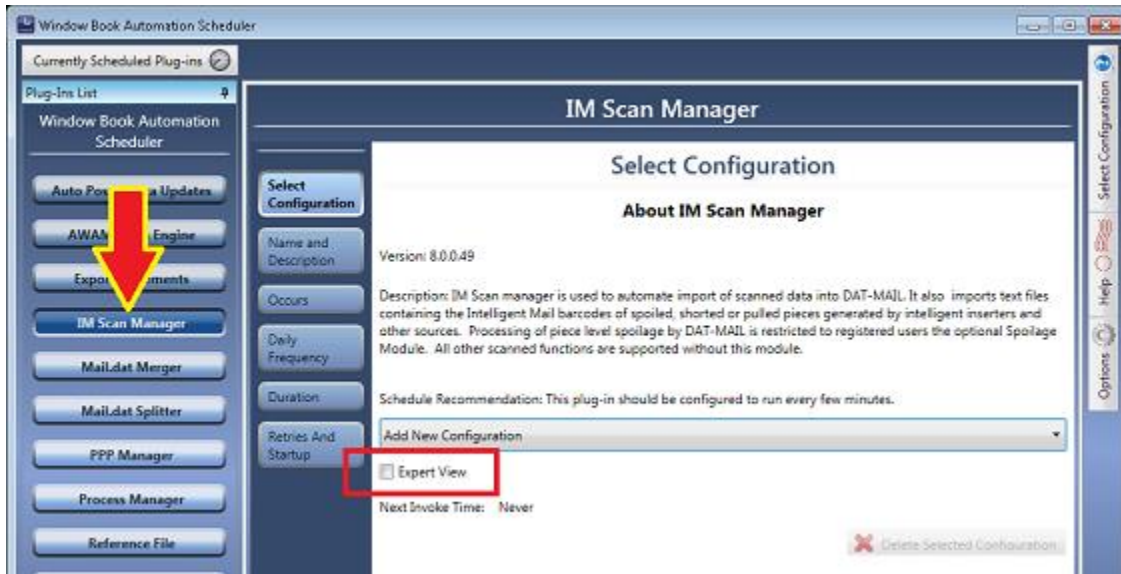 Window Book Automation Scheduler
Currently Scheduled Plug-ins
Plug-Ins List
Window Book Automation
Scheduler
Auto Po Updates
AWAM Engine
Expo ments
IM Scan Manager
Mail.dat Merger
Mail.dat Splitter
PPP Manager
Process Manager
Reference File
IM Scan Manager
Select
Configuration
Name and
Description
Occurs
Daily
Frequency
Duration
Retries And
Startup
Select Configuration
About IM Scan Manager
Version: 8.0.0.49
Description: IM Scan manager is used to automate import of scanned data into DAT-MAIL. It also imports text files
containing the Intelligent Mail barcodes of spoiled, shorted or pulled pieces generated by intelligent inserters and
other sources. Processing of piece level spoilage by DAT-MAIL is restricted to registered users the optional Spoilage
Module. All other scanned functions are supported without this module.
Schedule Recommendation: This plug-in should be configured to run every few minutes.
Add New Configuration
Expert View
Next Invoke Time: Never
Delete Selected Configuration
Select Configuration
Help
Options